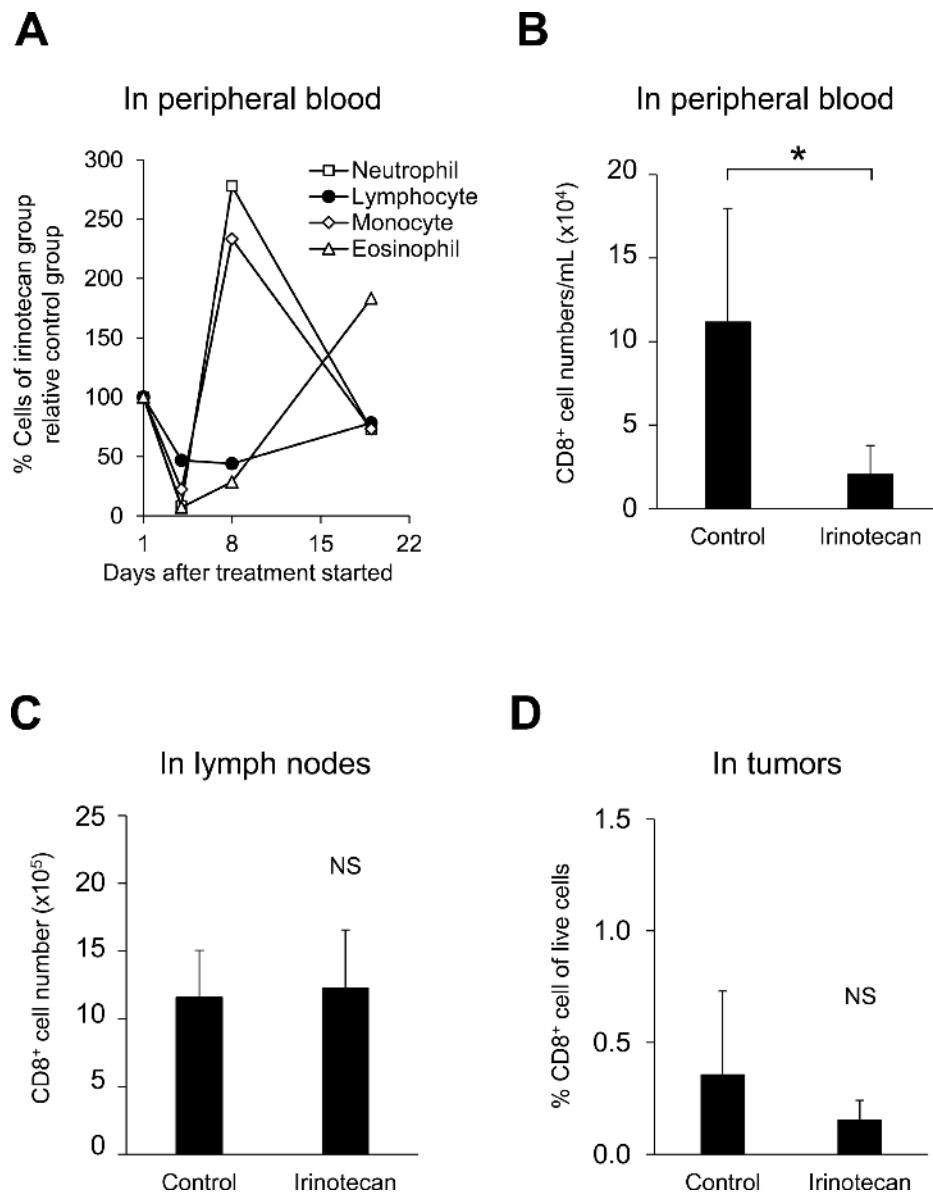 A
In peripheral blood
% Cells of irinotecan group
relative control group
300
250
200
150
100
50
0
1
8
15
22
Days after treatment started
Neutrophil
Lymphocyte
Monocyte
Eosinophil
B
In peripheral blood
CD8⁺ cell numbers/mL (x10⁴)
20
15
10
5
0
*
Control
Irinotecan
C
In lymph nodes
CD8⁺ cell number (x10⁵)
25
20
15
10
5
0
NS
Control
Irinotecan
D
In tumors
% CD8⁺ cell of live cells
1.5
1.0
0.5
0.0
NS
Control
Irinotecan